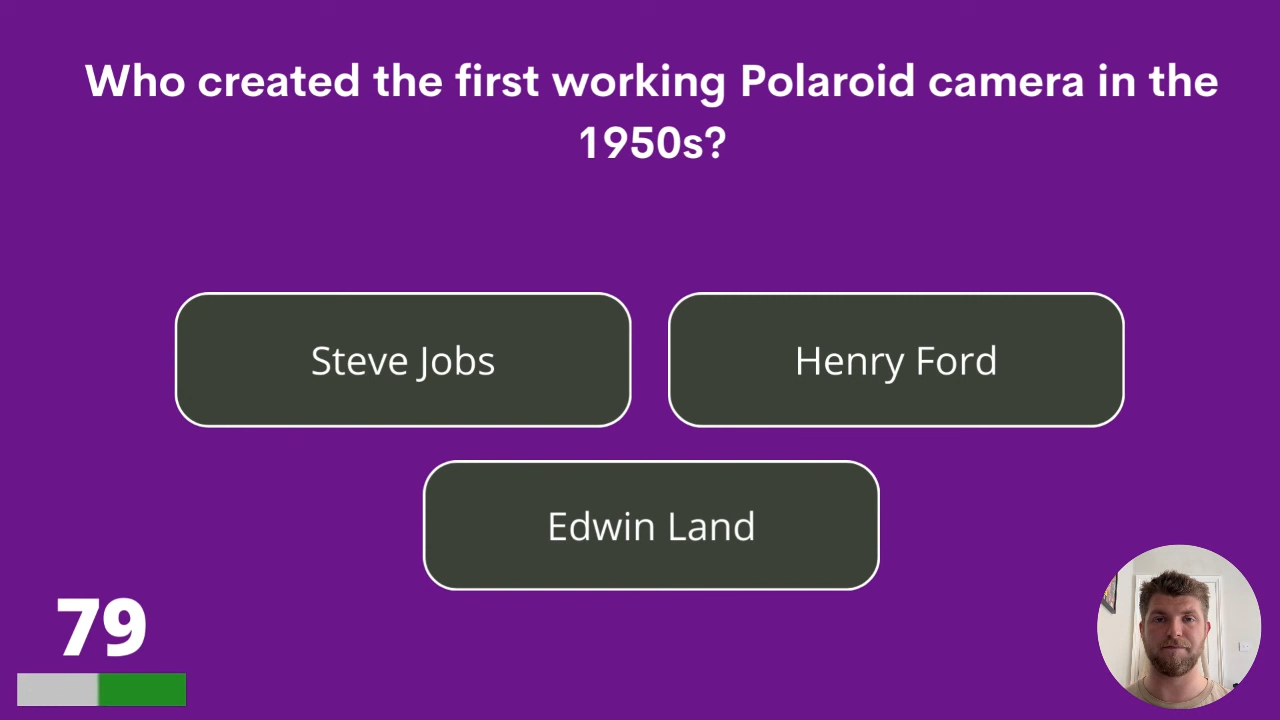 Who created the first working Polaroid camera in the
1950s?
Steve Jobs
Henry Ford
Edwin Land
79